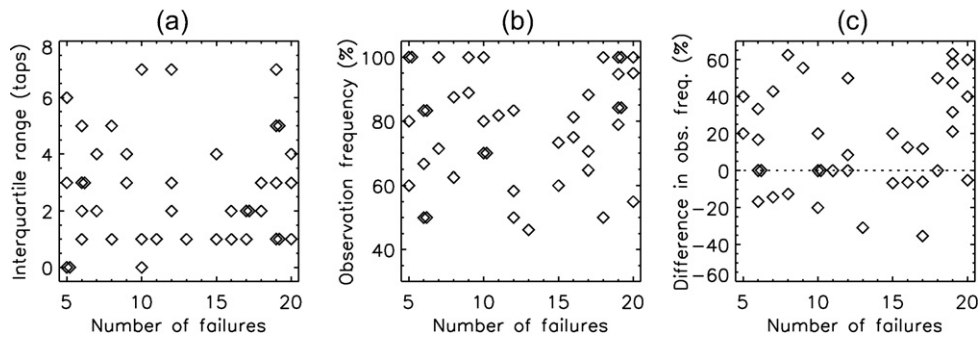 (a)
(b)
(c)
Interquartile range (taps)
8
6
4
2
0
5 10 15 20
Number of failures
Observation frequency (%)
100
80
60
40
5 10 15 20
Number of failures
Difference in obs. freq. (%)
60
40
20
0
−20
−40
−60
5 10 15 20
Number of failures